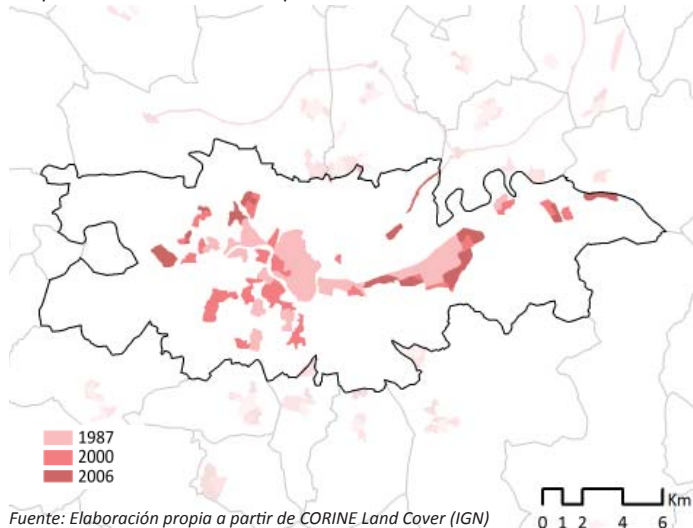 1987
2000
2006
Km
0 1 2 4 6
Fuente: Elaboración propia a partir de CORINE Land Cover (IGN)